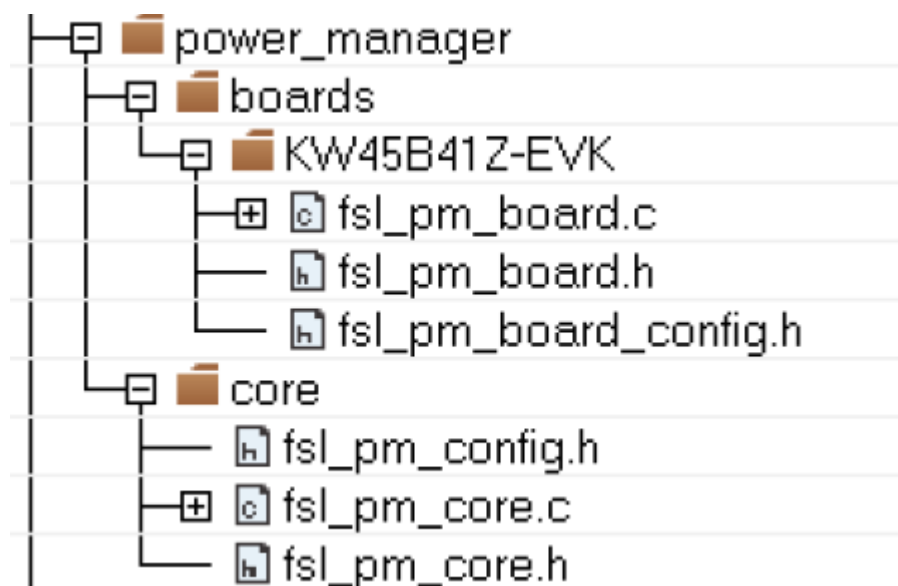 power_manager
boards
KW45B41Z-EVK
fsl_pm_board.c
fsl_pm_board.h
fsl_pm_board_config.h
core
fsl_pm_config.h
fsl_pm_core.c
fsl_pm_core.h